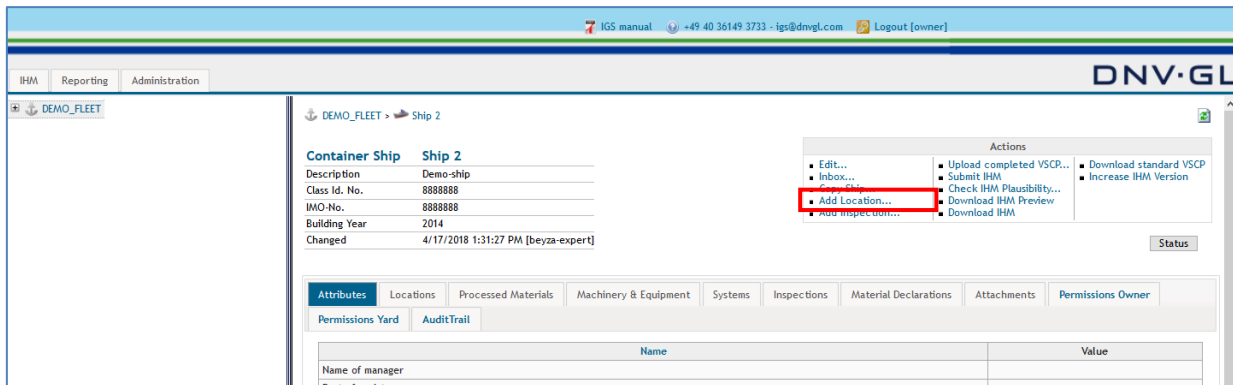 IGS manual +49 40 36149 3733 - igs@dnvgl.com Logout [owner]
IHM Reporting Administration
DNV·GL
DEMO_FLEET
DEMO_FLEET > Ship 2
Container Ship Ship 2
Description Demo-ship
Class Id. No. 8888888
IMO-No. 8888888
Building Year 2014
Changed 4/17/2018 1:31:27 PM [beyza-expert]
Actions
Edit... Upload completed VSCP... Download standard VSCP
Inbox... Submit IHM Increase IHM Version
Copy Ship... Check IHM Plausibility...
Add Location... Download IHM Preview
Add Inspection... Download IHM
Status
Attributes Locations Processed Materials Machinery & Equipment Systems Inspections Material Declarations Attachments Permissions Owner
Permissions Yard AuditTrail
Name Value
Name of manager